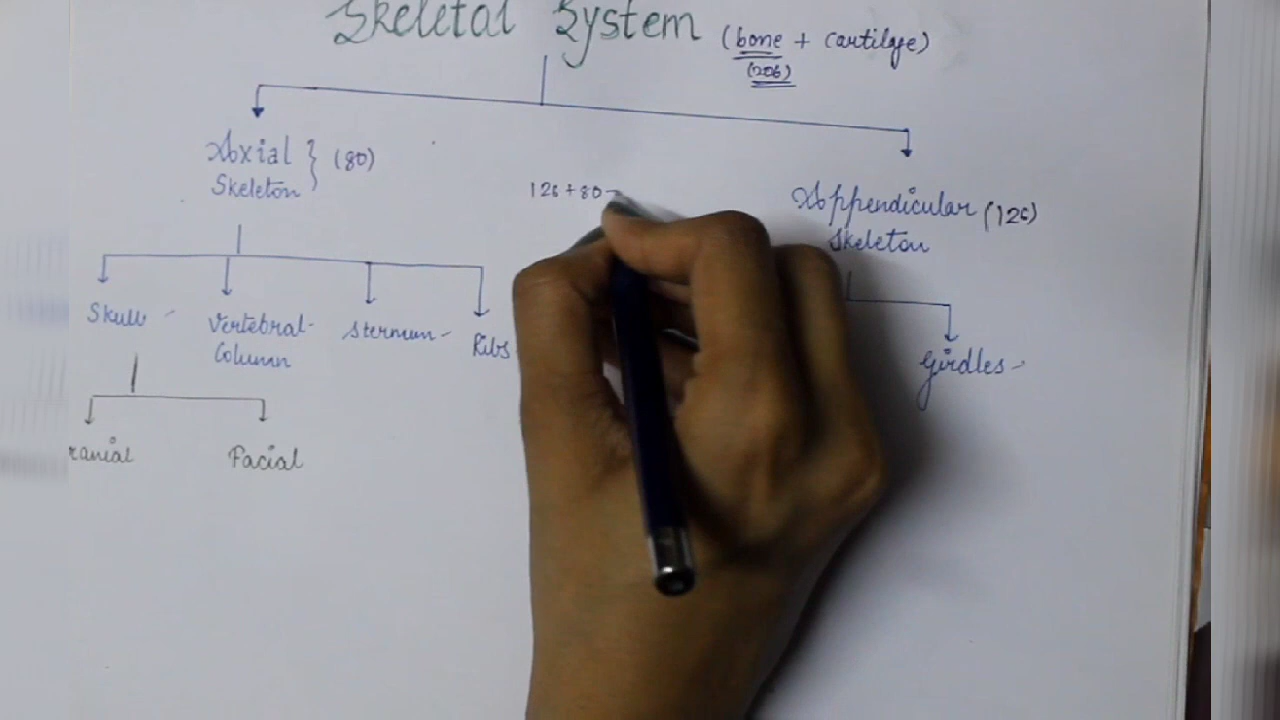 Skeletal System (bone + cartilage)
(206)
Axial } (80)
Skeleton
126+80-
Appendicular (126)
Skeleton
Skull -
Vertebral-
Column
Sternum -
Ribs
Girdles -
ranial
Facial